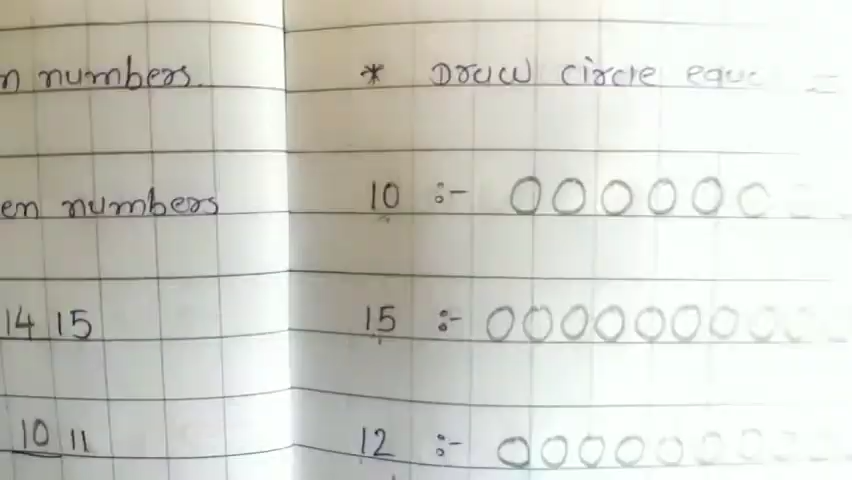 n numbers.
en numbers
14 15
10 11
* Draw circle
10 :-
15 :-
12 :-